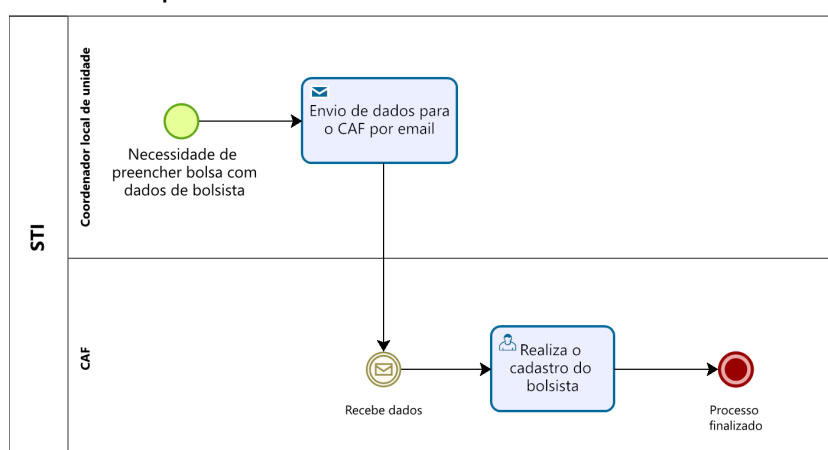 STI
Coordenador local de unidade
Necessidade de
preencher bolsa com
dados de bolsista
Envio de dados para
o CAF por email
CAF
Recebe dados
Realiza o
cadastro do
bolsista
Processo
finalizado